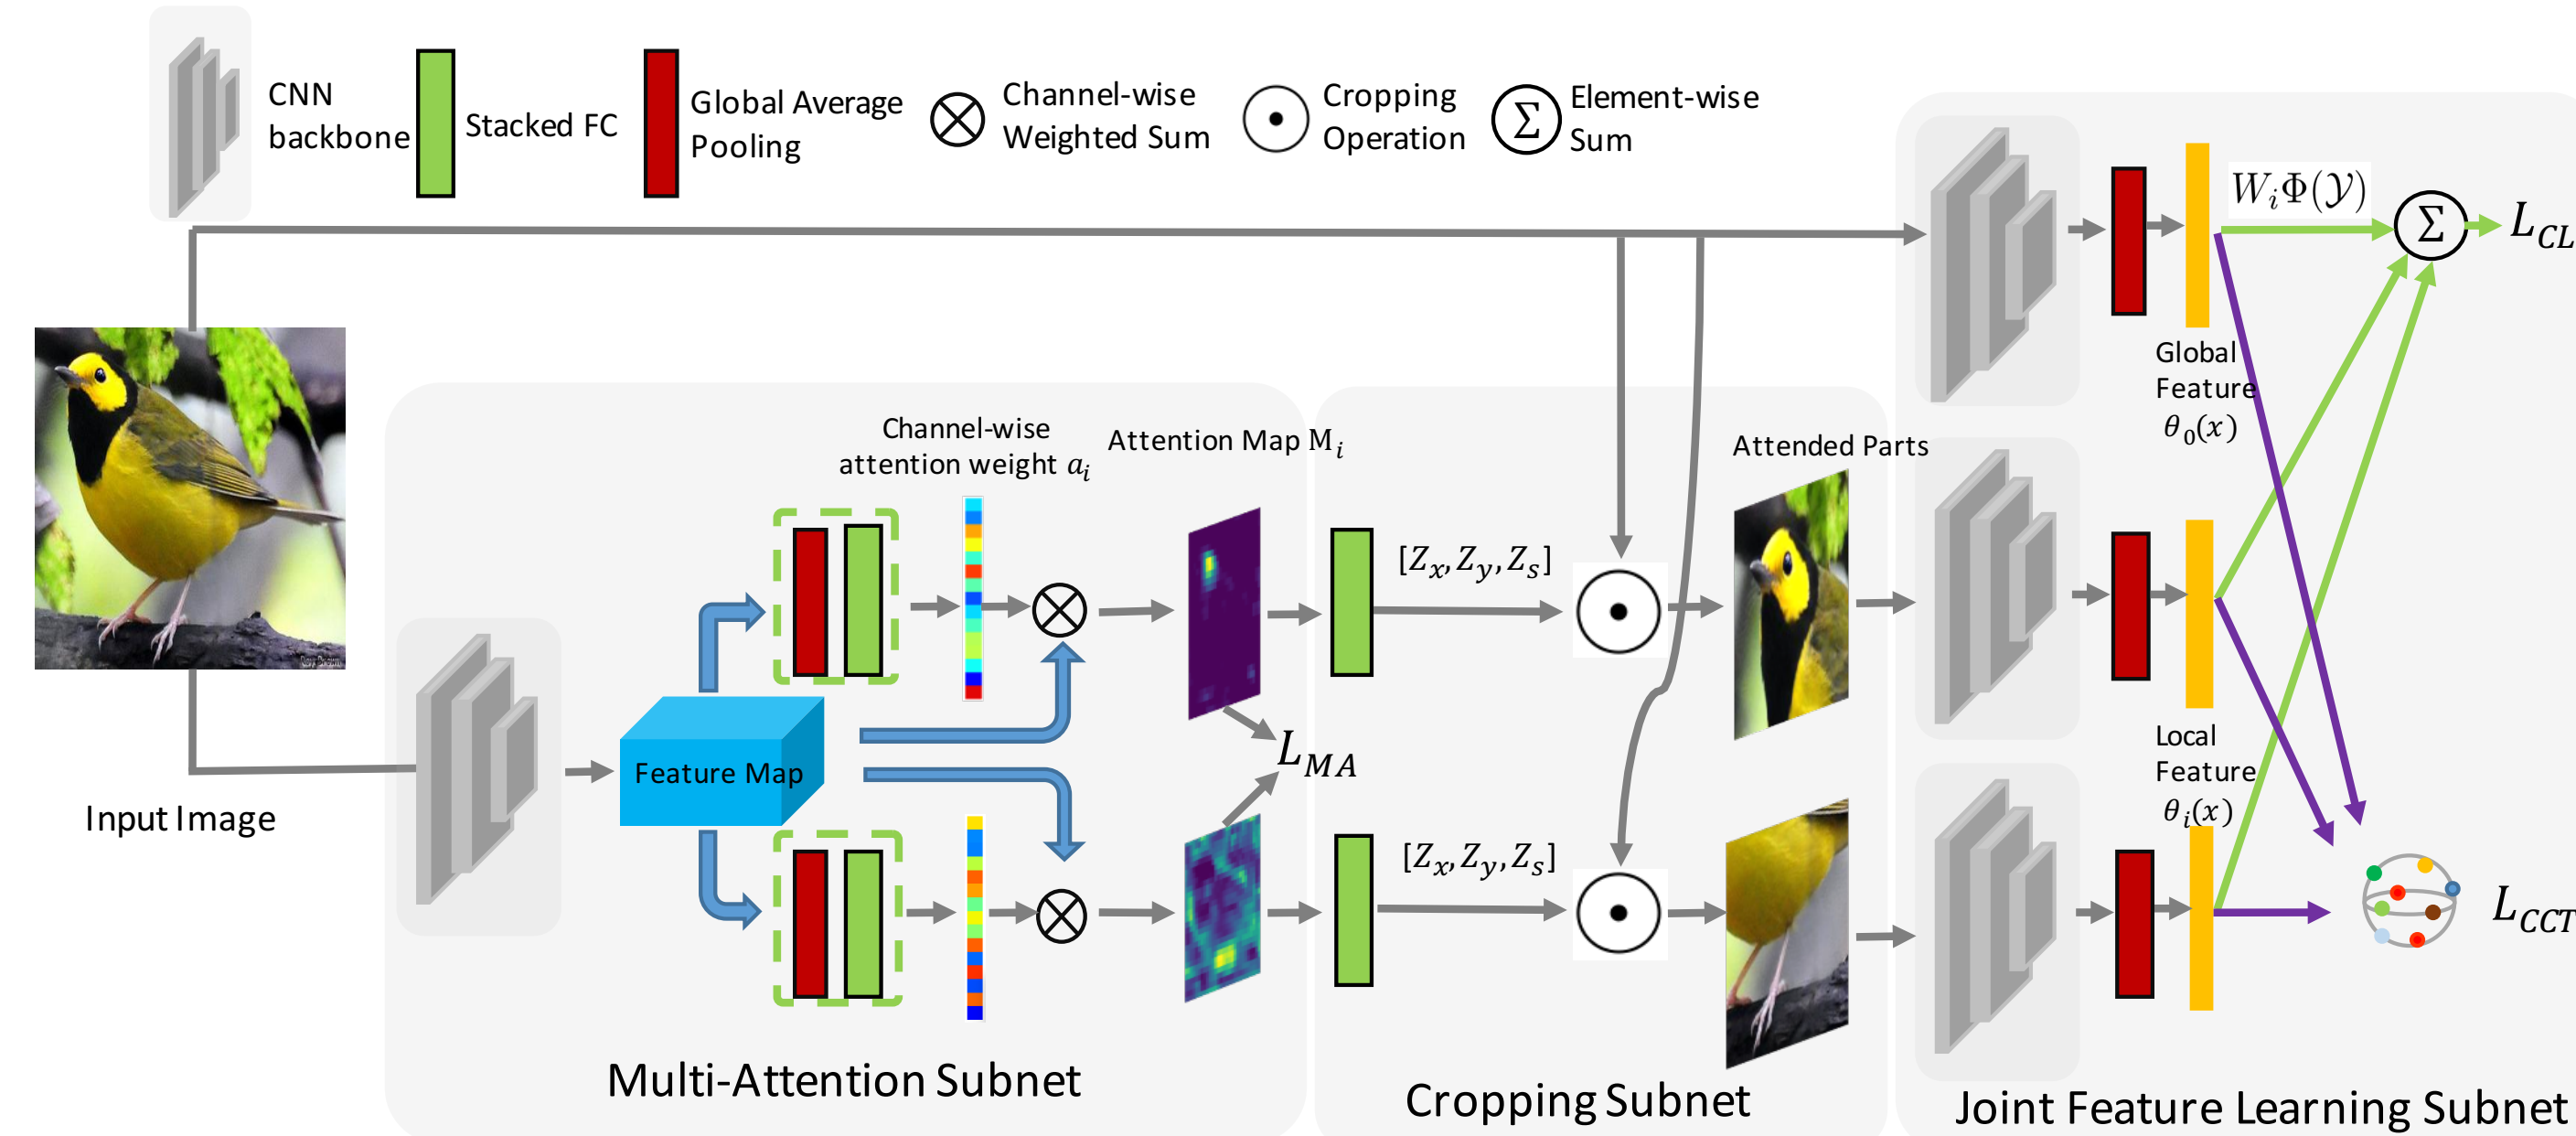 CNN
backbone
Stacked FC
Global Average
Pooling
Channel-wise
Weighted Sum
Cropping
Operation
Σ
Element-wise
Sum
W_iΦ(𝒴)
Σ
L_CL
Global
Feature
θ_0(x)
Channel-wise
attention weight a_i
Attention Map M_i
Attended Parts
[Z_x, Z_y, Z_s]
Feature Map
L_MA
Local
Feature
θ_i(x)
Input Image
[Z_x, Z_y, Z_s]
L_CCT
Multi-Attention Subnet
Cropping Subnet
Joint Feature Learning Subnet